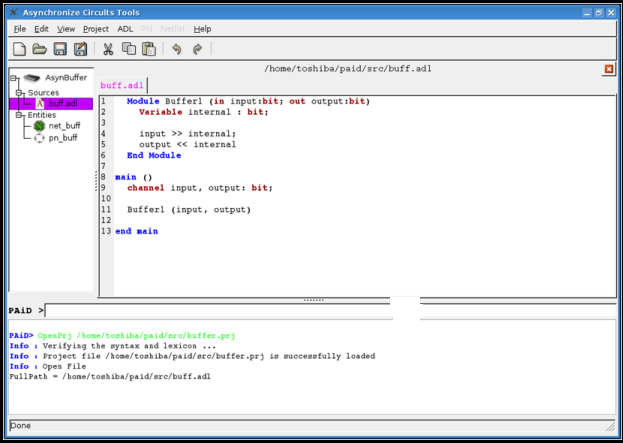 Asynchronize Circuits Tools
File Edit View Project ADL PN Netlist Help
/home/toshiba/paid/src/buff.adl
AsynBuffer
Sources
buff.adl
Entities
net_buff
pn_buff
buff.adl
1 Module Buffer1 (in input:bit; out output:bit)
2 Variable internal : bit;
3
4 input >> internal;
5 output << internal
6 End Module
7
8 main ()
9 channel input, output: bit;
10
11 Buffer1 (input, output)
12
13 end main
PAiD >
PAiD> OpenPrj /home/toshiba/paid/src/buffer.prj
Info : Verifying the syntax and lexicon ...
Info : Project file /home/toshiba/paid/src/buffer.prj is successfully loaded
Info : Open File
FullPath = /home/toshiba/paid/src/buff.adl
Done